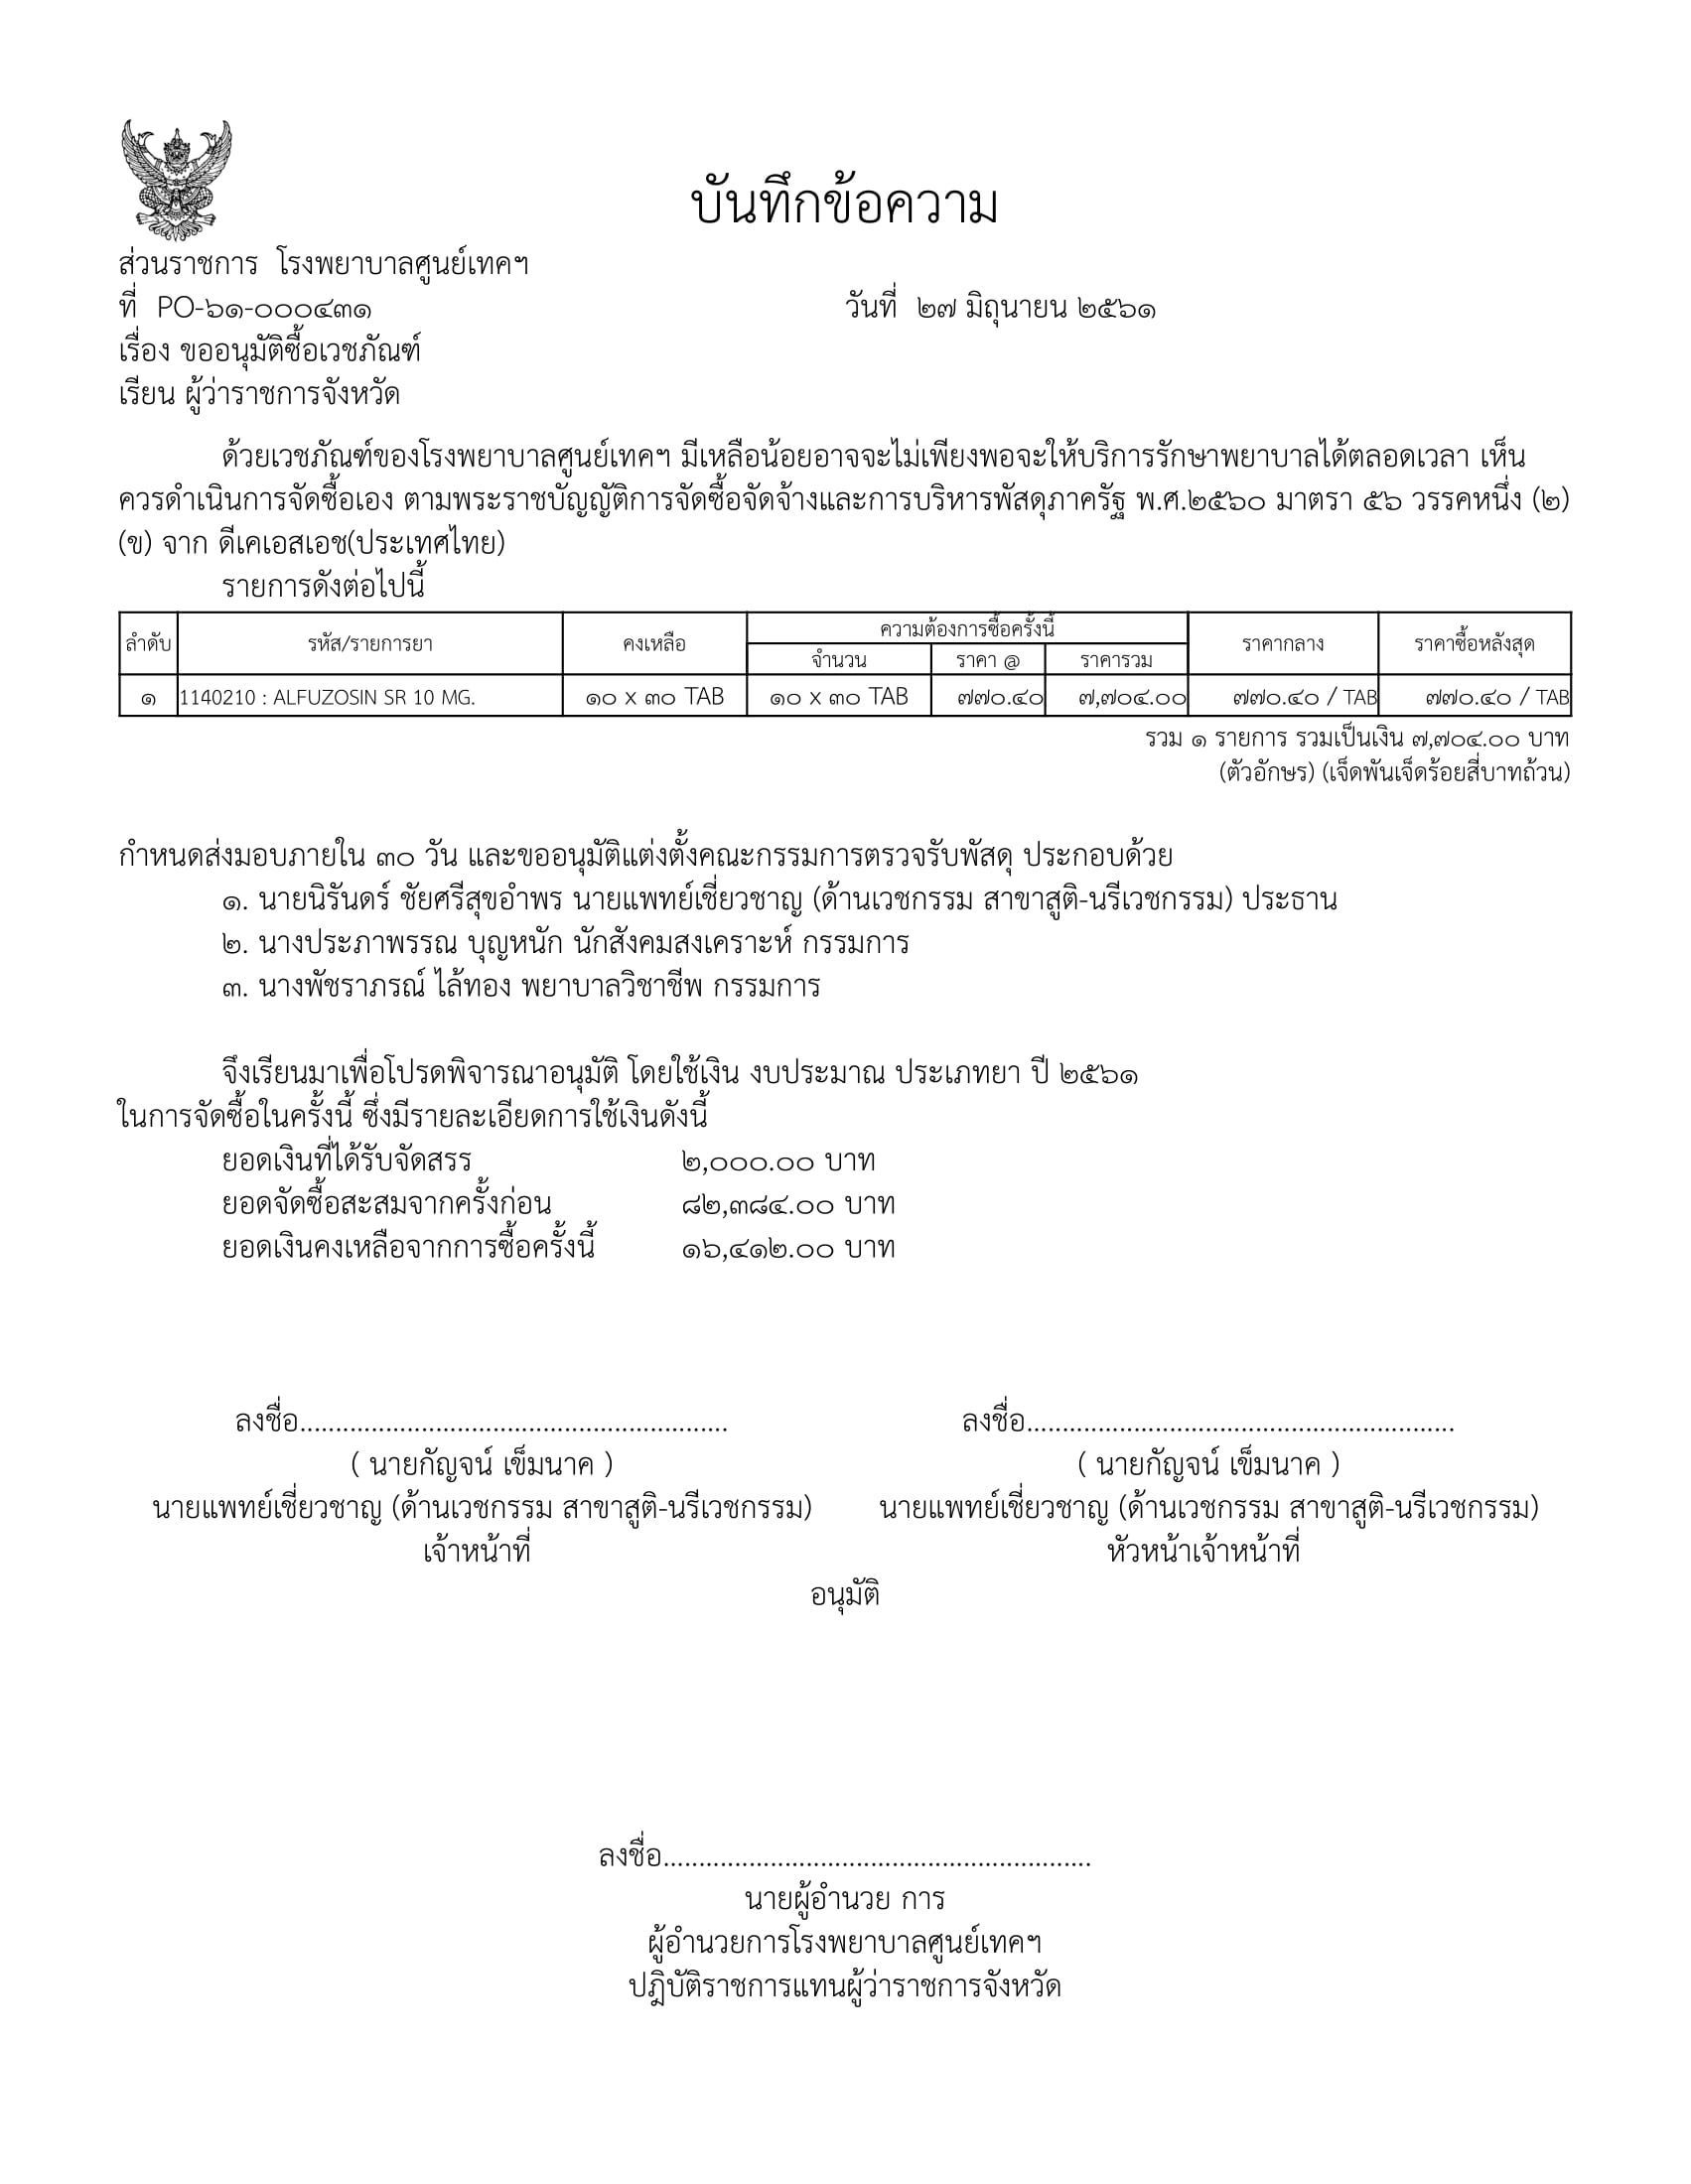 บันทึกข้อความ
ส่วนราชการ โรงพยาบาลศูนย์เทคฯ
ที่ PO-๖๑-๐๐๐๔๓๑ วันที่ ๒๗ มิถุนายน ๒๕๖๑
เรื่อง ขออนุมัติซื้อเวชภัณฑ์
เรียน ผู้ว่าราชการจังหวัด
ด้วยเวชภัณฑ์ของโรงพยาบาลศูนย์เทคฯ มีเหลือน้อยอาจจะไม่เพียงพอจะให้บริการรักษาพยาบาลได้ตลอดเวลา เห็น
ควรดำเนินการจัดซื้อเอง ตามพระราชบัญญัติการจัดซื้อจัดจ้างและการบริหารพัสดุภาครัฐ พ.ศ.๒๕๖๐ มาตรา ๕๖ วรรคหนึ่ง (๒)
(ข) จาก ดีเคเอสเอช(ประเทศไทย)
รายการดังต่อไปนี้
ลำดับ รหัส/รายการยา คงเหลือ ความต้องการซื้อครั้งนี้ ราคากลาง ราคาซื้อหลังสุด
จำนวน ราคา @ ราคารวม
๑ 1140210 : ALFUZOSIN SR 10 MG. ๑๐ x ๓๐ TAB ๑๐ x ๓๐ TAB ๗๗๐.๔๐ ๗,๗๐๔.๐๐ ๗๗๐.๔๐ / TAB ๗๗๐.๔๐ / TAB
รวม ๑ รายการ รวมเป็นเงิน ๗,๗๐๔.๐๐ บาท
(ตัวอักษร) (เจ็ดพันเจ็ดร้อยสี่บาทถ้วน)
กำหนดส่งมอบภายใน ๓๐ วัน และขออนุมัติแต่งตั้งคณะกรรมการตรวจรับพัสดุ ประกอบด้วย
๑. นายนิรันดร์ ชัยศรีสุขอำพร นายแพทย์เชี่ยวชาญ (ด้านเวชกรรม สาขาสูติ-นรีเวชกรรม) ประธาน
๒. นางประภาพรรณ บุญหนัก นักสังคมสงเคราะห์ กรรมการ
๓. นางพัชราภรณ์ ไล้ทอง พยาบาลวิชาชีพ กรรมการ
จึงเรียนมาเพื่อโปรดพิจารณาอนุมัติ โดยใช้เงิน งบประมาณ ประเภทยา ปี ๒๕๖๑
ในการจัดซื้อในครั้งนี้ ซึ่งมีรายละเอียดการใช้เงินดังนี้
ยอดเงินที่ได้รับจัดสรร ๒,๐๐๐.๐๐ บาท
ยอดจัดซื้อสะสมจากครั้งก่อน ๘๒,๓๘๔.๐๐ บาท
ยอดเงินคงเหลือจากการซื้อครั้งนี้ ๑๖,๔๑๒.๐๐ บาท
ลงชื่อ............................................................ ลงชื่อ............................................................
( นายกัญจน์ เข็มนาค ) ( นายกัญจน์ เข็มนาค )
นายแพทย์เชี่ยวชาญ (ด้านเวชกรรม สาขาสูติ-นรีเวชกรรม) นายแพทย์เชี่ยวชาญ (ด้านเวชกรรม สาขาสูติ-นรีเวชกรรม)
เจ้าหน้าที่ หัวหน้าเจ้าหน้าที่
อนุมัติ
ลงชื่อ............................................................
นายผู้อำนวย การ
ผู้อำนวยการโรงพยาบาลศูนย์เทคฯ
ปฎิบัติราชการแทนผู้ว่าราชการจังหวัด